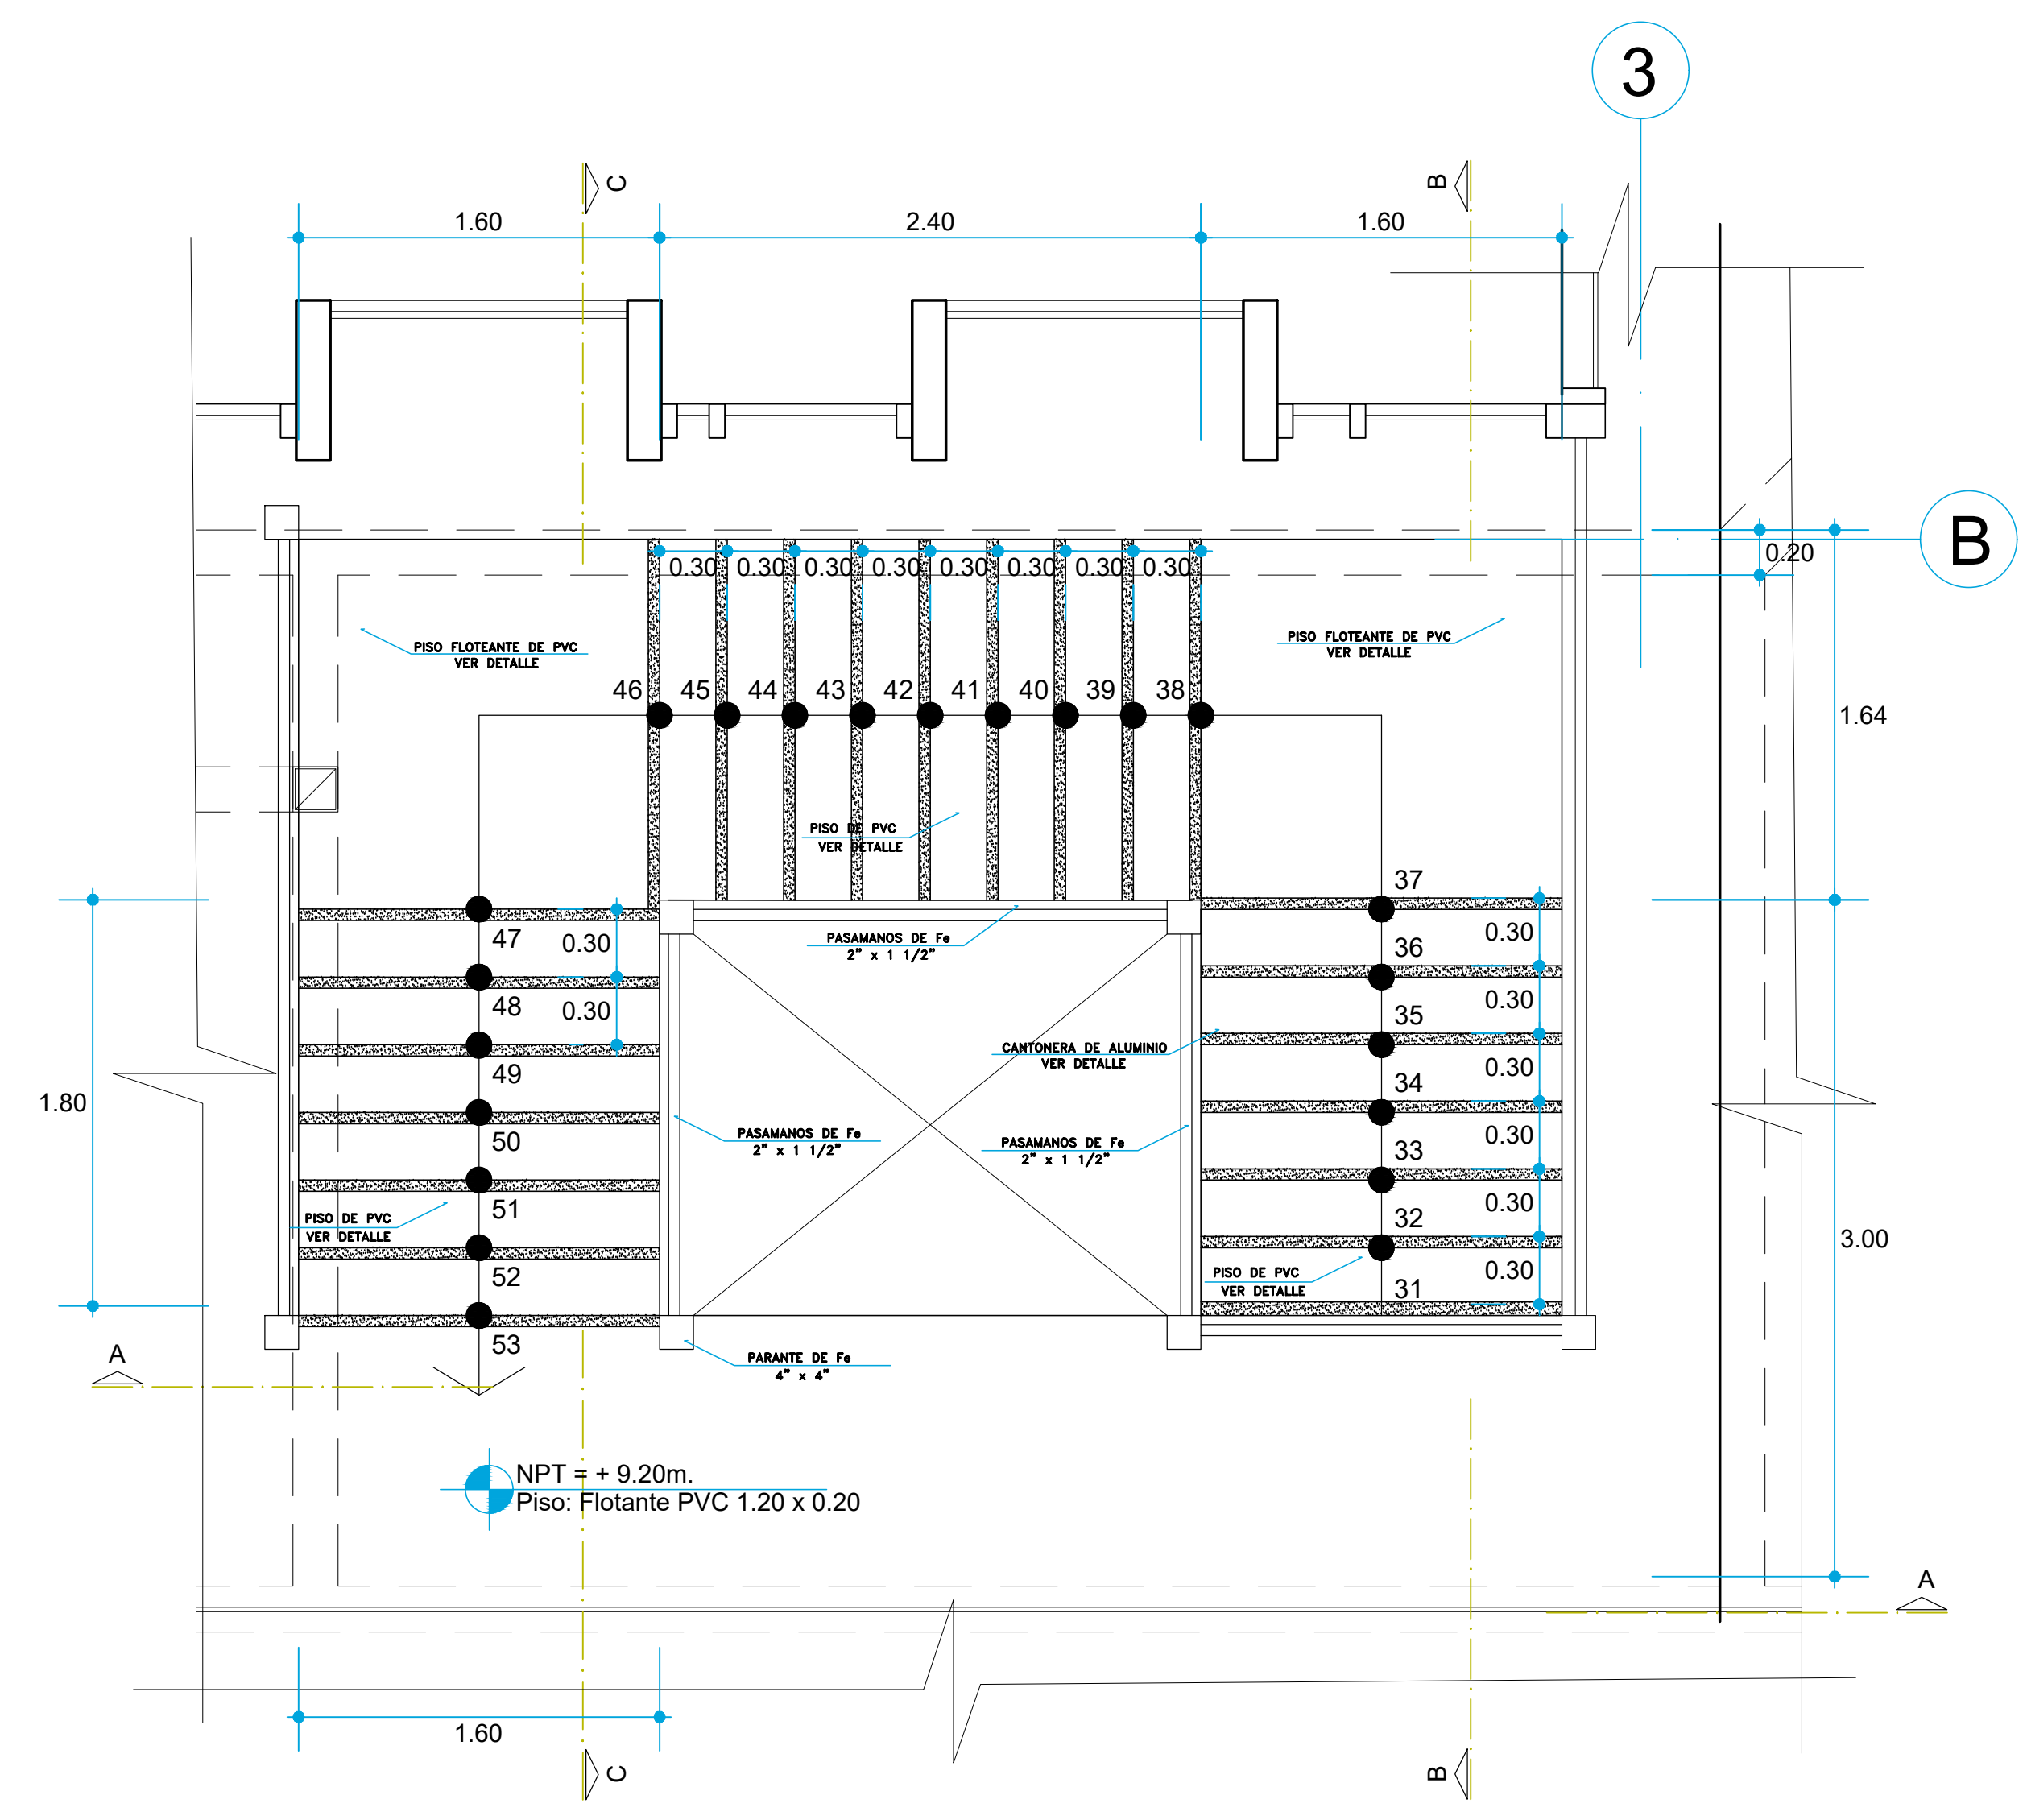 3
C
B
1.60
2.40
1.60
B
0.20
0.30
0.30
0.30
0.30
0.30
0.30
0.30
0.30
PISO FLOTEANTE DE PVC
VER DETALLE
PISO FLOTEANTE DE PVC
VER DETALLE
46
45
44
43
42
41
40
39
38
1.64
PISO DE PVC
VER DETALLE
37
47
0.30
PASAMANOS DE Fe
2" x 1 1/2"
36
0.30
48
0.30
35
0.30
CANTONERA DE ALUMINIO
VER DETALLE
49
34
0.30
1.80
50
PASAMANOS DE Fe
2" x 1 1/2"
PASAMANOS DE Fe
2" x 1 1/2"
33
0.30
51
32
0.30
PISO DE PVC
VER DETALLE
3.00
52
PISO DE PVC
VER DETALLE
31
0.30
53
A
PARANTE DE Fe
4" x 4"
NPT = + 9.20m.
Piso: Flotante PVC 1.20 x 0.20
A
1.60
C
B